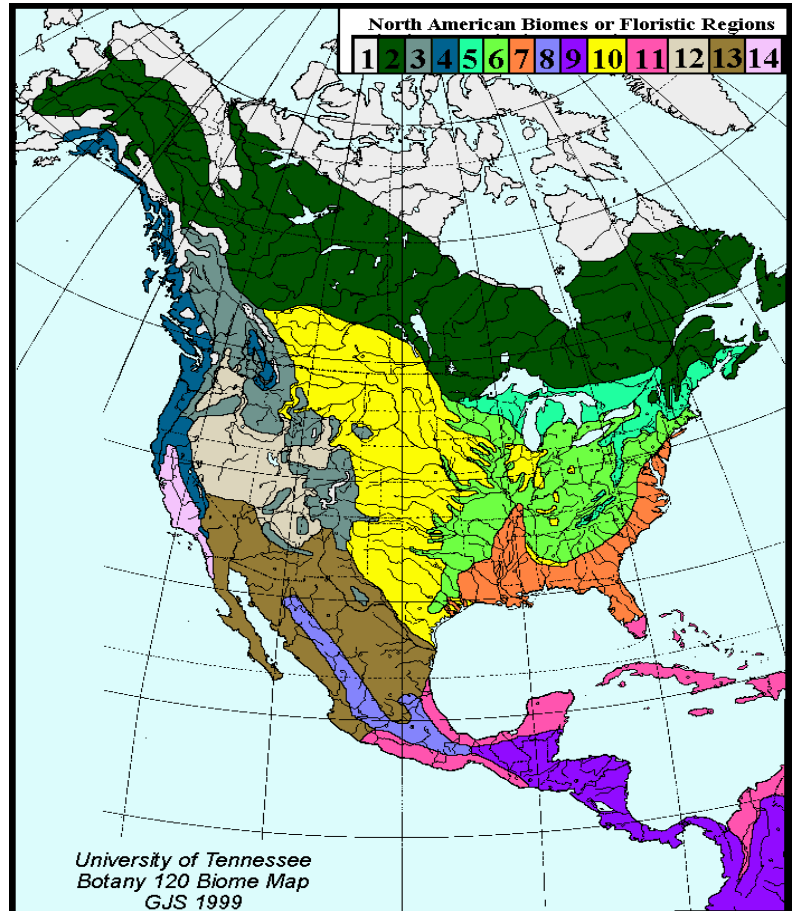 North American Biomes or Floristic Regions
1 2 3 4 5 6 7 8 9 10 11 12 13 14
University of Tennessee
Botany 120 Biome Map
GJS 1999